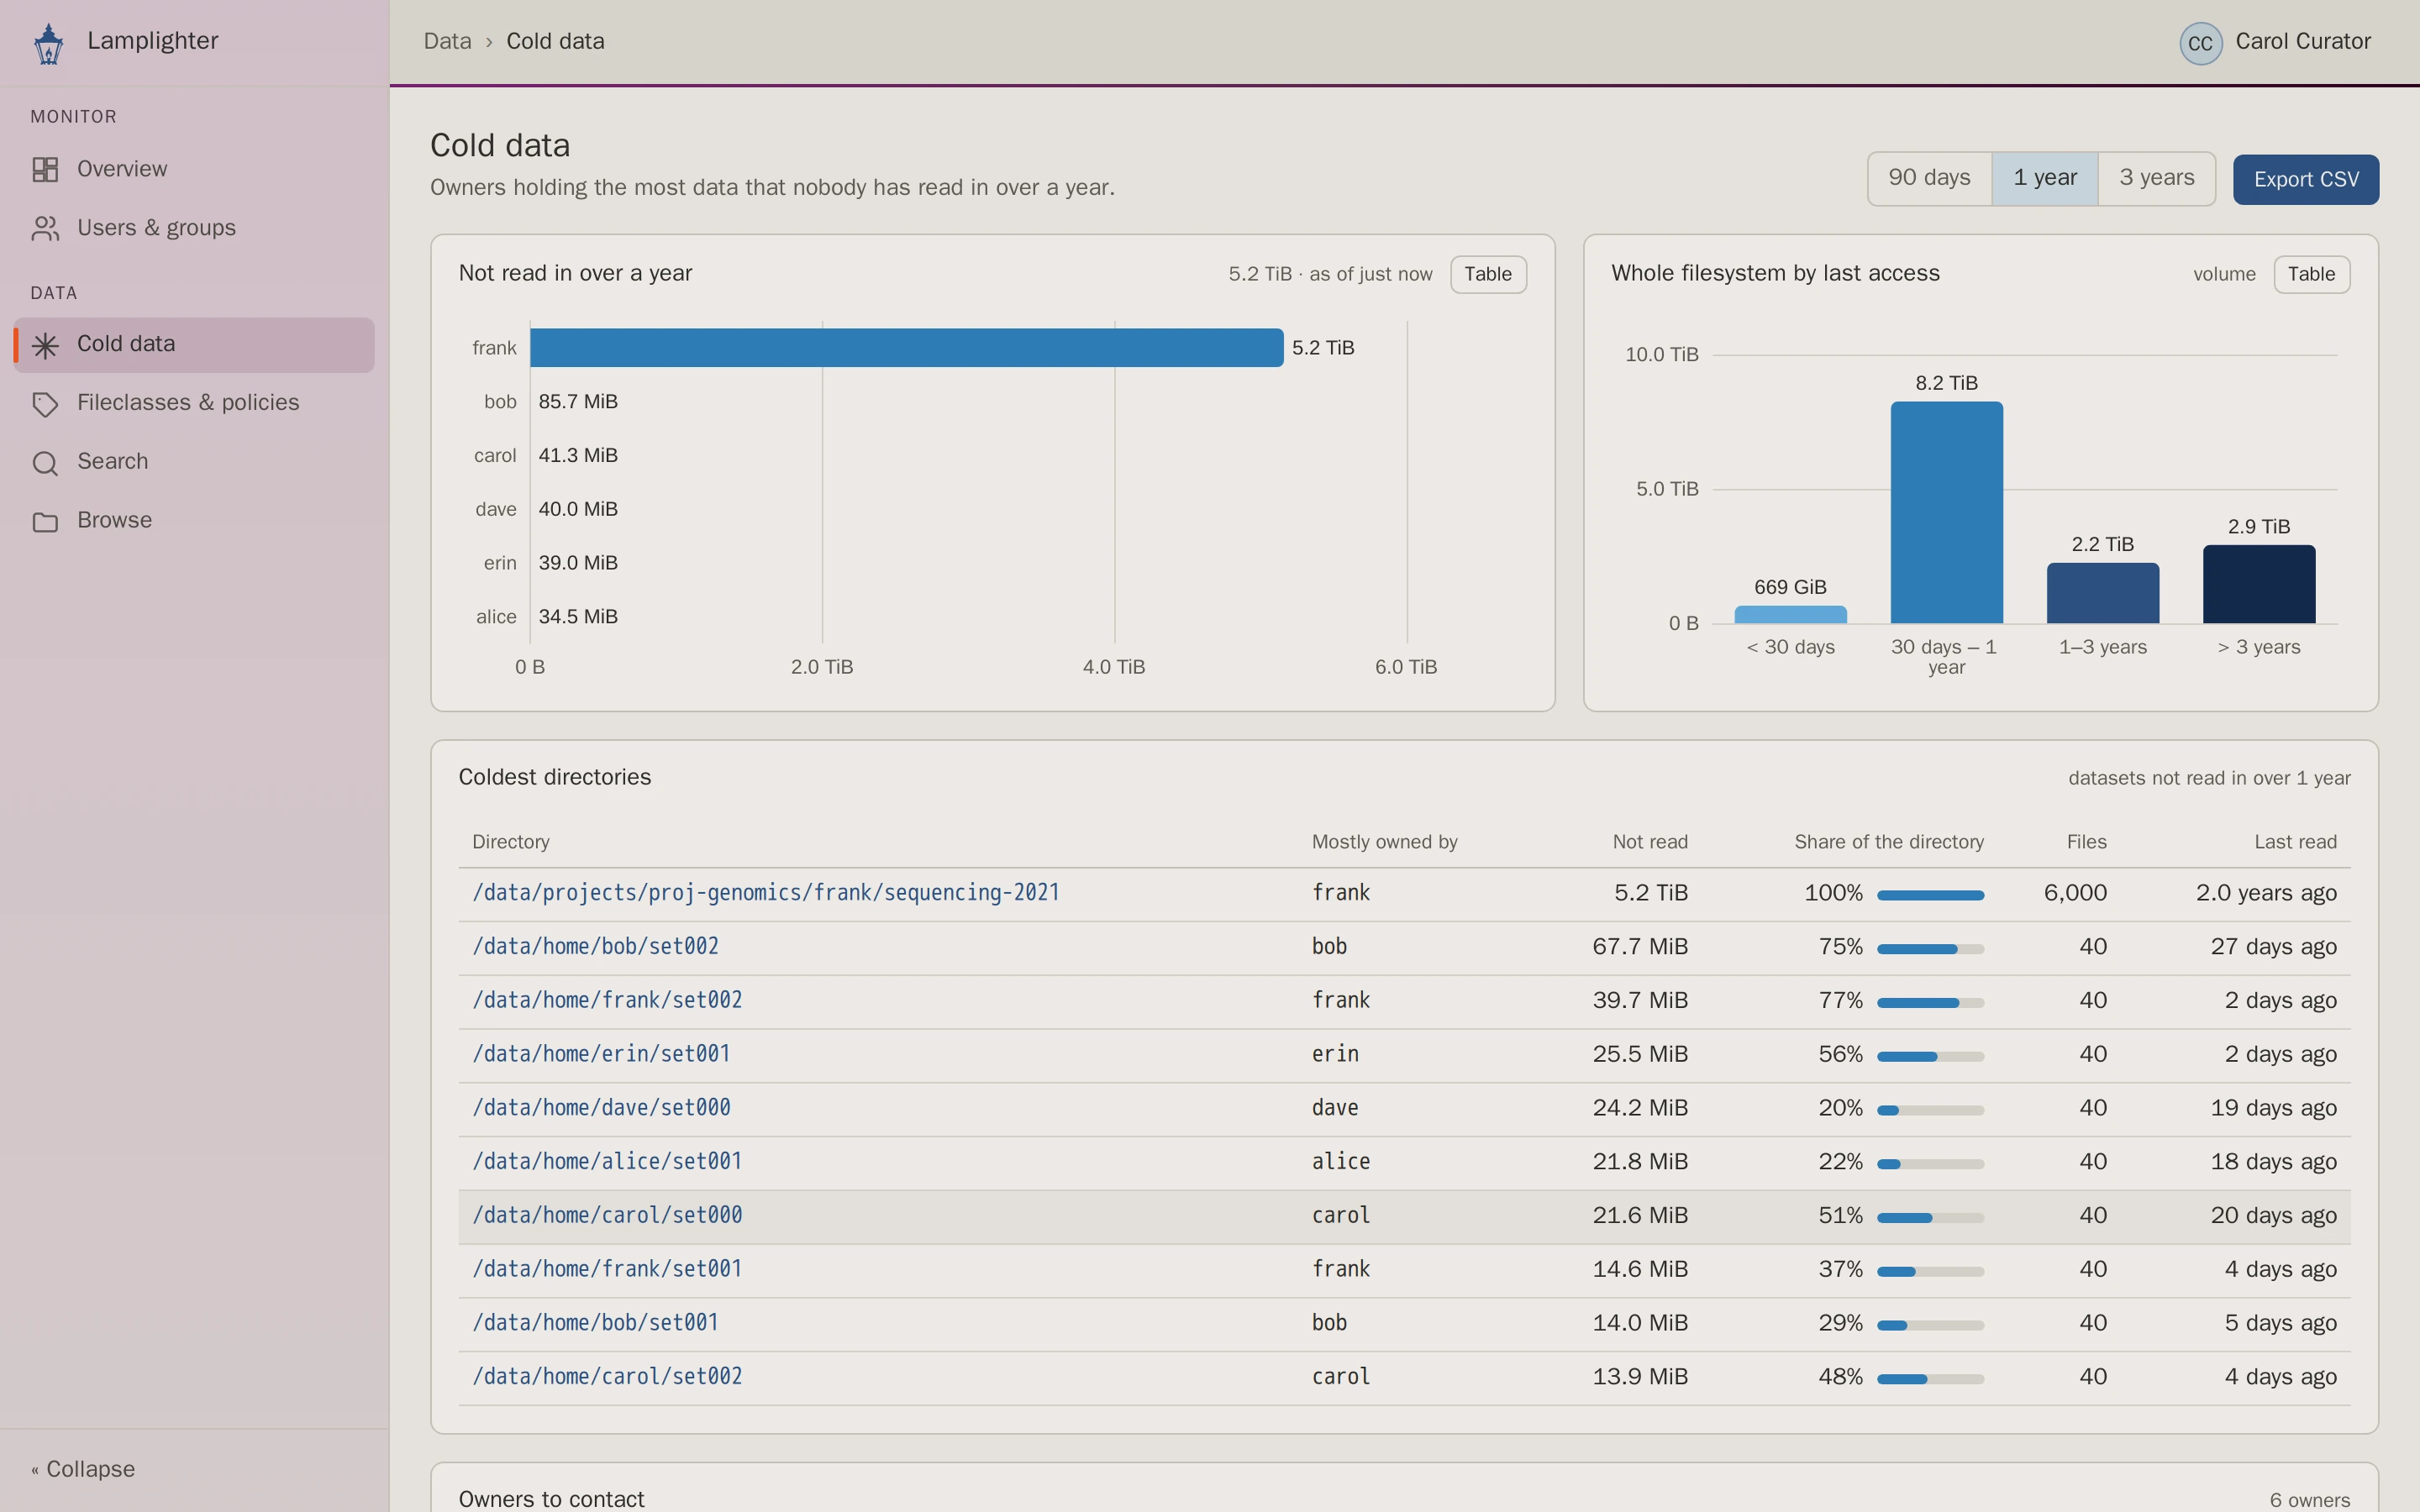 Lamplighter
Data › Cold data
CC Carol Curator
MONITOR
Overview
Users & groups
DATA
Cold data
Fileclasses & policies
Search
Browse
« Collapse
Cold data
Owners holding the most data that nobody has read in over a year.
90 days 1 year 3 years Export CSV
Not read in over a year 5.2 TiB · as of just now Table
frank 5.2 TiB
bob 85.7 MiB
carol 41.3 MiB
dave 40.0 MiB
erin 39.0 MiB
alice 34.5 MiB
0 B 2.0 TiB 4.0 TiB 6.0 TiB
Whole filesystem by last access volume Table
10.0 TiB
8.2 TiB
5.0 TiB
2.9 TiB
2.2 TiB
669 GiB
0 B
< 30 days 30 days – 1 1–3 years > 3 years
year
Coldest directories datasets not read in over 1 year
Directory Mostly owned by Not read Share of the directory Files Last read
/data/projects/proj-genomics/frank/sequencing-2021 frank 5.2 TiB 100% 6,000 2.0 years ago
/data/home/bob/set002 bob 67.7 MiB 75% 40 27 days ago
/data/home/frank/set002 frank 39.7 MiB 77% 40 2 days ago
/data/home/erin/set001 erin 25.5 MiB 56% 40 2 days ago
/data/home/dave/set000 dave 24.2 MiB 20% 40 19 days ago
/data/home/alice/set001 alice 21.8 MiB 22% 40 18 days ago
/data/home/carol/set000 carol 21.6 MiB 51% 40 20 days ago
/data/home/frank/set001 frank 14.6 MiB 37% 40 4 days ago
/data/home/bob/set001 bob 14.0 MiB 29% 40 5 days ago
/data/home/carol/set002 carol 13.9 MiB 48% 40 4 days ago
Owners to contact 6 owners